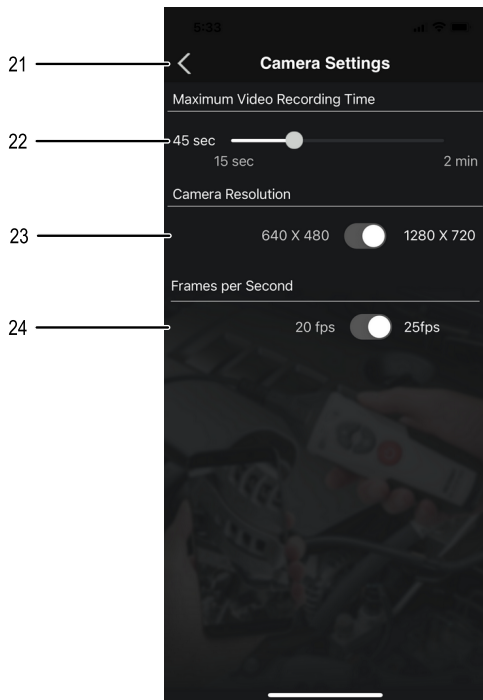 5:33
21
Camera Settings
Maximum Video Recording Time
22
45 sec
15 sec 2 min
Camera Resolution
23
640 X 480 1280 X 720
Frames per Second
24
20 fps 25fps